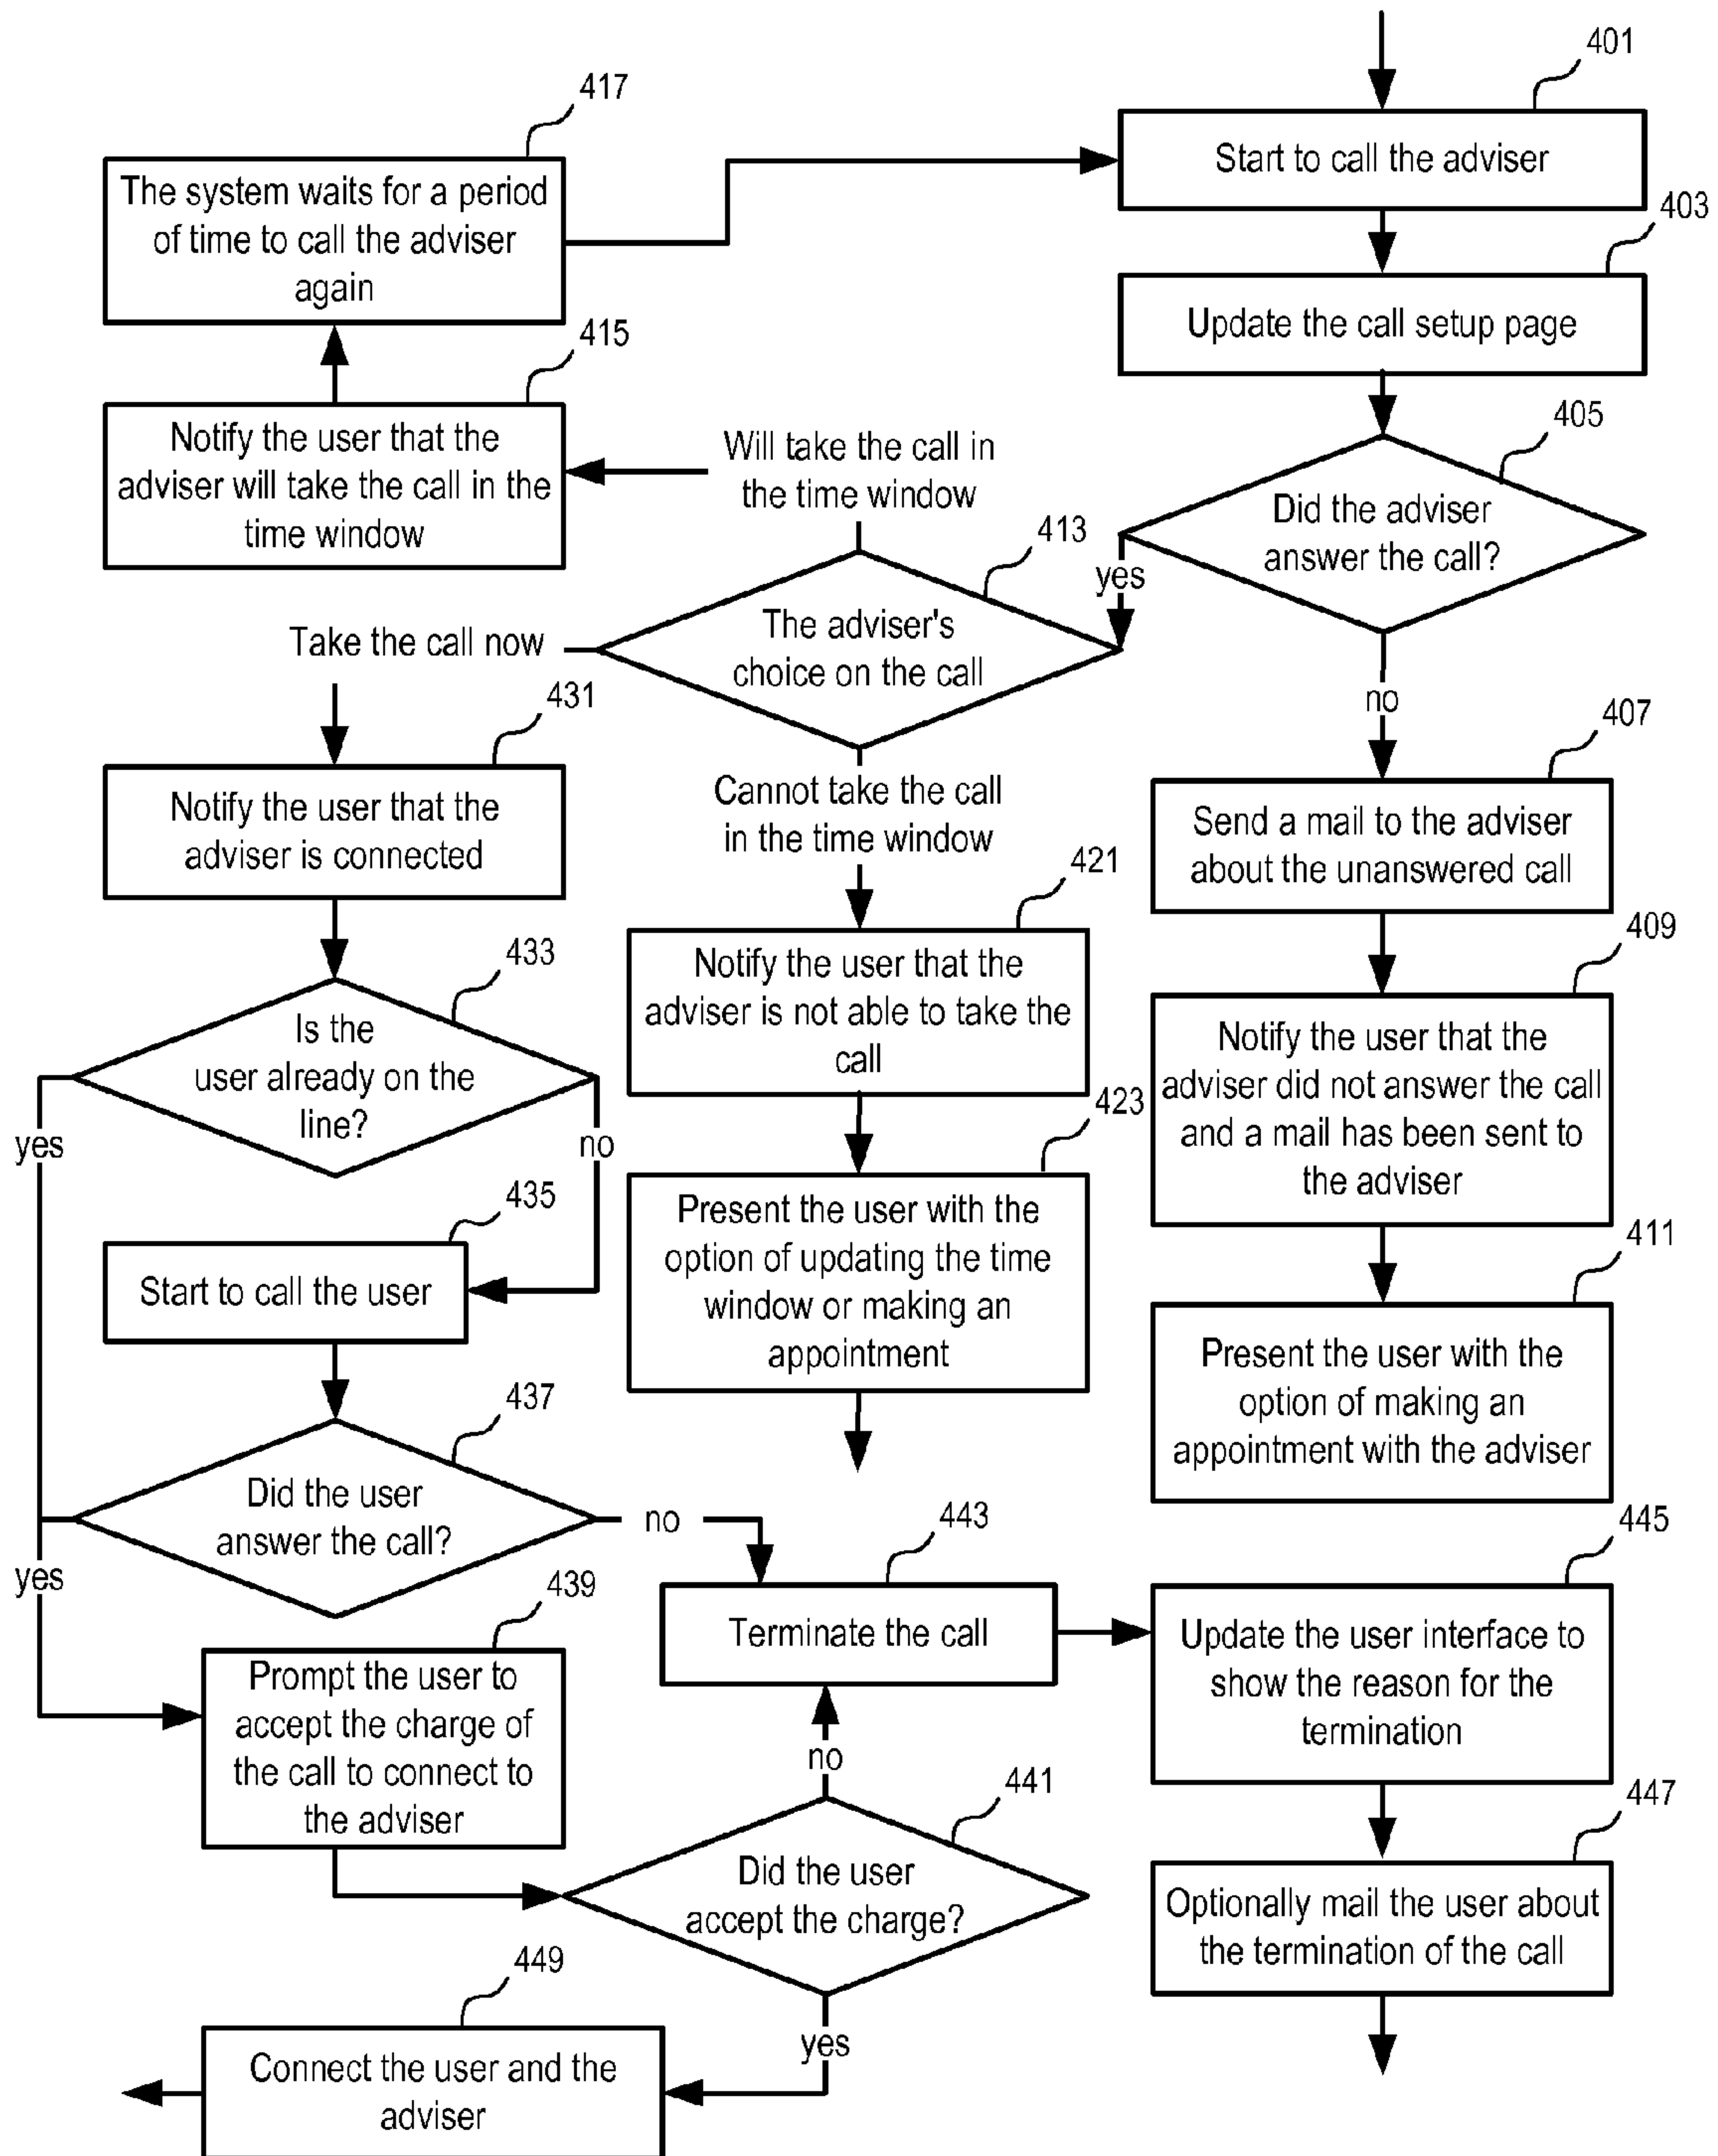 401
Start to call the adviser
403
Update the call setup page
405
Did the adviser
answer the call?
yes
no
407
Send a mail to the adviser
about the unanswered call
409
Notify the user that the
adviser did not answer the call
and a mail has been sent to
the adviser
411
Present the user with the
option of making an
appointment with the adviser
413
The adviser's
choice on the call
Will take the call in
the time window
415
Notify the user that the
adviser will take the call in the
time window
417
The system waits for a period
of time to call the adviser
again
Cannot take the call
in the time window
421
Notify the user that the
adviser is not able to take the
call
423
Present the user with the
option of updating the time
window or making an
appointment
Take the call now
431
Notify the user that the
adviser is connected
433
Is the
user already on the
line?
yes
no
435
Start to call the user
437
Did the user
answer the call?
yes
no
439
Prompt the user to
accept the charge of
the call to connect to
the adviser
441
Did the user
accept the charge?
no
yes
443
Terminate the call
445
Update the user interface to
show the reason for the
termination
447
Optionally mail the user about
the termination of the call
449
Connect the user and the
adviser